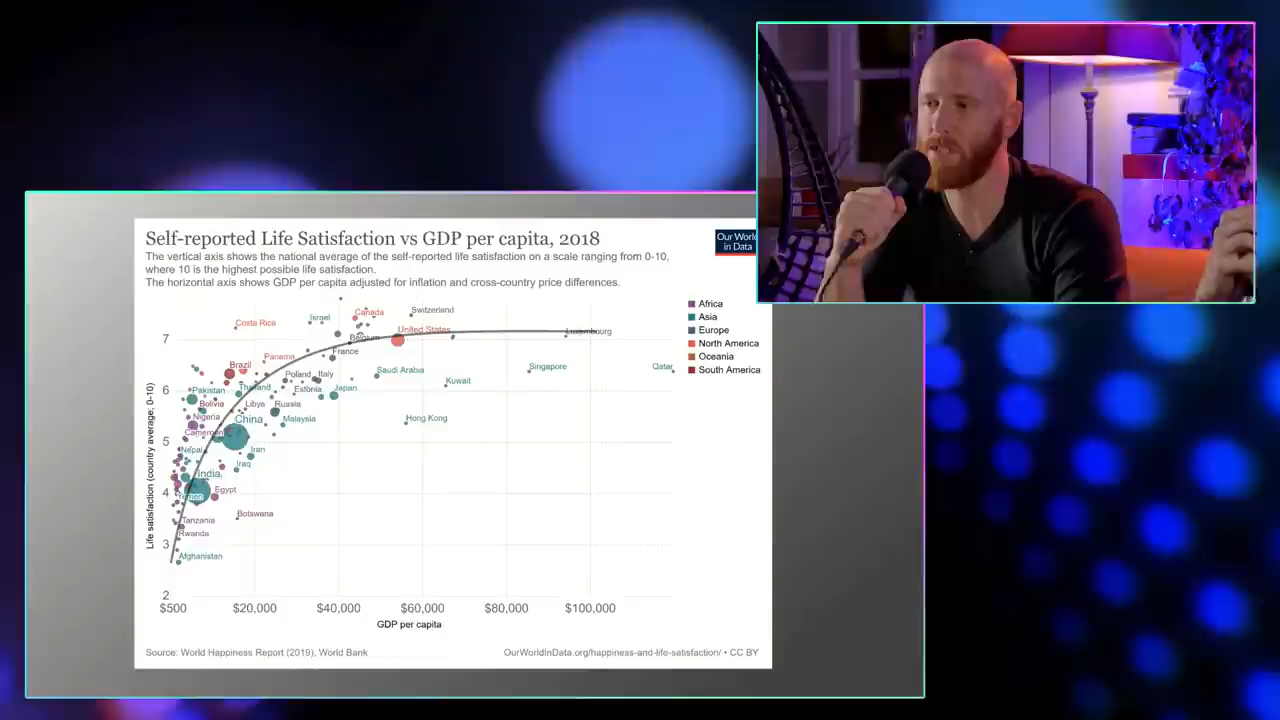 Self-reported Life Satisfaction vs GDP per capita, 2018
The vertical axis shows the national average of the self-reported life satisfaction on a scale ranging from 0-10,
where 10 is the highest possible life satisfaction.
The horizontal axis shows GDP per capita adjusted for inflation and cross-country price differences.
Our World
in Data
Africa
Asia
Europe
North America
Oceania
South America
Life satisfaction (country average; 0-10)
7
6
5
4
3
2
Switzerland
Canada
Israel
Costa Rica
United States
Luxembourg
Belgium
France
Panama
Brazil
Singapore
Qatar
Saudi Arabia
Poland
Italy
Kuwait
Pakistan
Thailand
Estonia
Japan
Bolivia
Libya
Russia
Nigeria
China
Malaysia
Hong Kong
Cameroon
Nepal
Iran
Iraq
India
Egypt
Yemen
Botswana
Tanzania
Rwanda
Afghanistan
$500
$20,000
$40,000
$60,000
$80,000
$100,000
GDP per capita
Source: World Happiness Report (2019), World Bank
OurWorldInData.org/happiness-and-life-satisfaction/ • CC BY